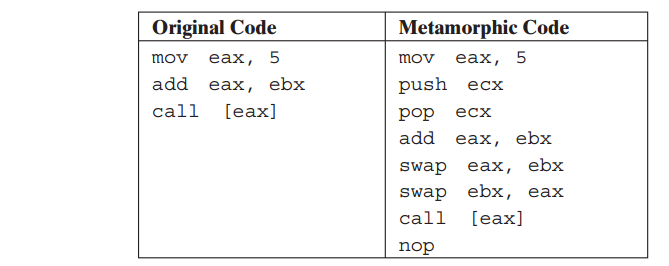 Original Code
mov eax, 5
add eax, ebx
call [eax]
Metamorphic Code
mov eax, 5
push ecx
pop ecx
add eax, ebx
swap eax, ebx
swap ebx, eax
call [eax]
nop